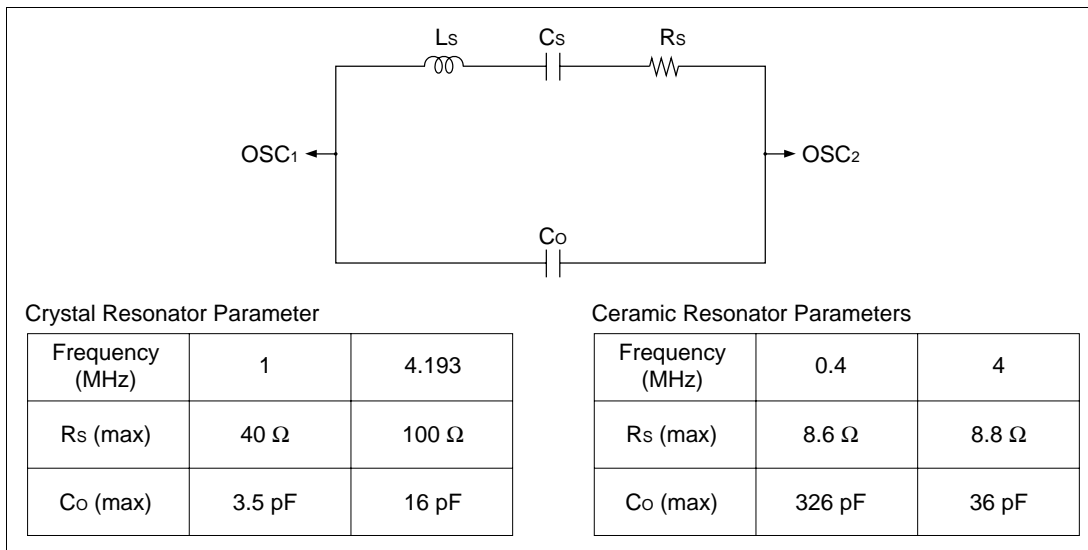 Ls Cs Rs
OSC1 OSC2
Co
Crystal Resonator Parameter
Frequency (MHz) 1 4.193
Rs (max) 40 Ω 100 Ω
Co (max) 3.5 pF 16 pF
Ceramic Resonator Parameters
Frequency (MHz) 0.4 4
Rs (max) 8.6 Ω 8.8 Ω
Co (max) 326 pF 36 pF